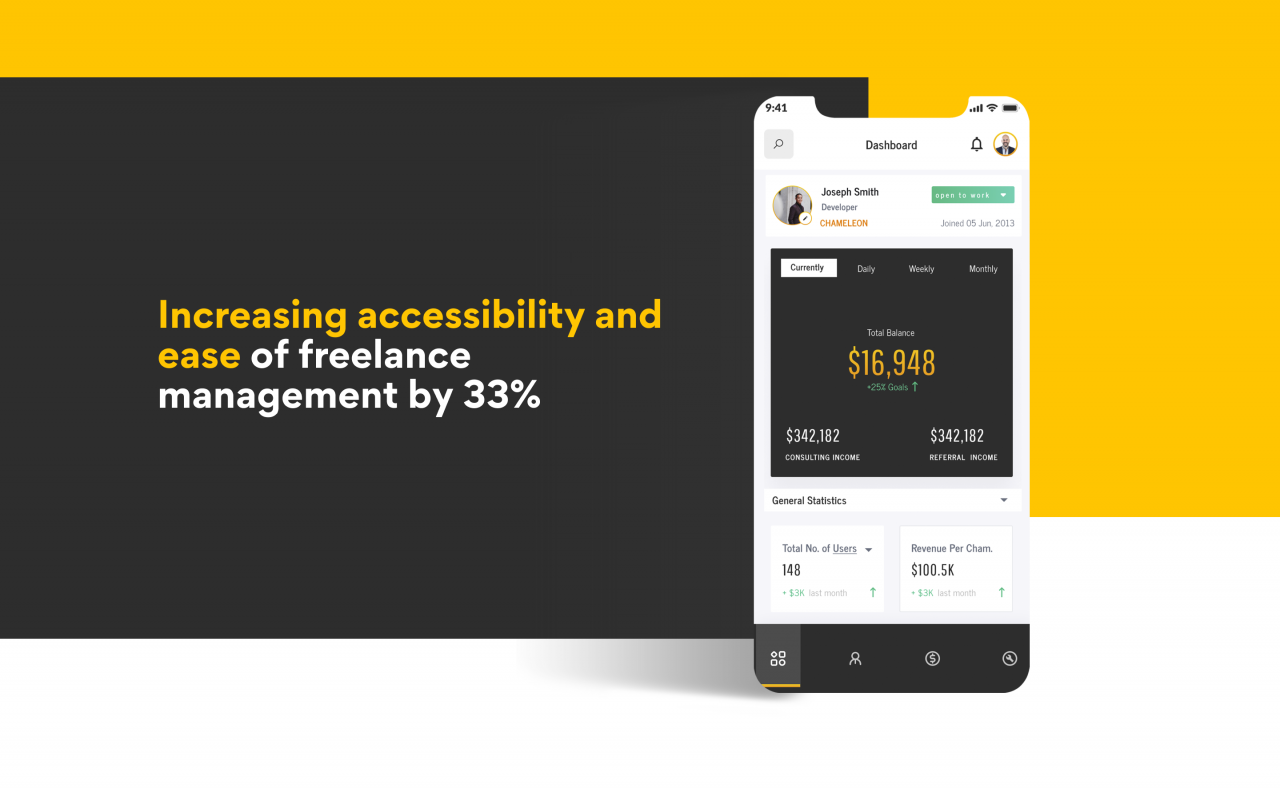 Increasing accessibility and
ease of freelance
management by 33%
9:41
Dashboard
Joseph Smith
open to work
Developer
CHAMELEON
Joined 05 Jun, 2013
Currently Daily Weekly Monthly
Total Balance
$16,948
+25% Goals ↑
$342,182 $342,182
CONSULTING INCOME REFERRAL INCOME
General Statistics
Total No. of Users Revenue Per Cham.
148 $100.5K
+ $3K last month ↑ + $3K last month ↑